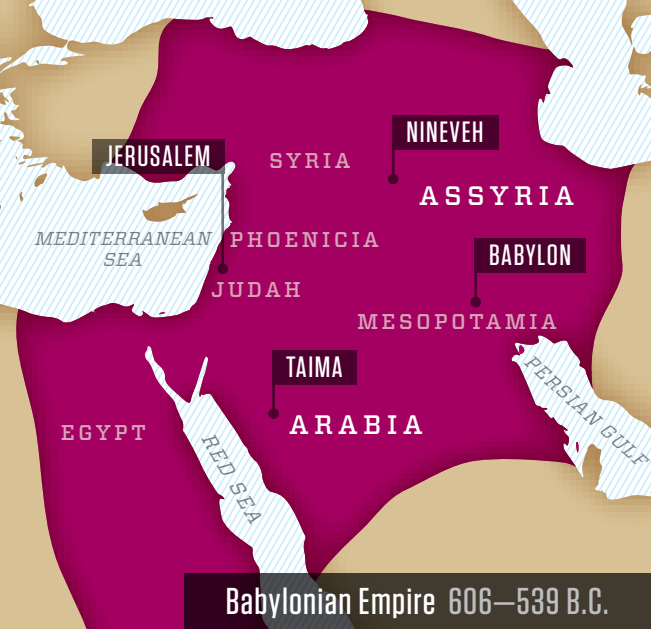 NINEVEH
JERUSALEM
SYRIA
ASSYRIA
MEDITERRANEAN
SEA
PHOENICIA
BABYLON
JUDAH
MESOPOTAMIA
TAIMA
PERSIAN GULF
ARABIA
EGYPT
RED SEA
Babylonian Empire 606—539 B.C.